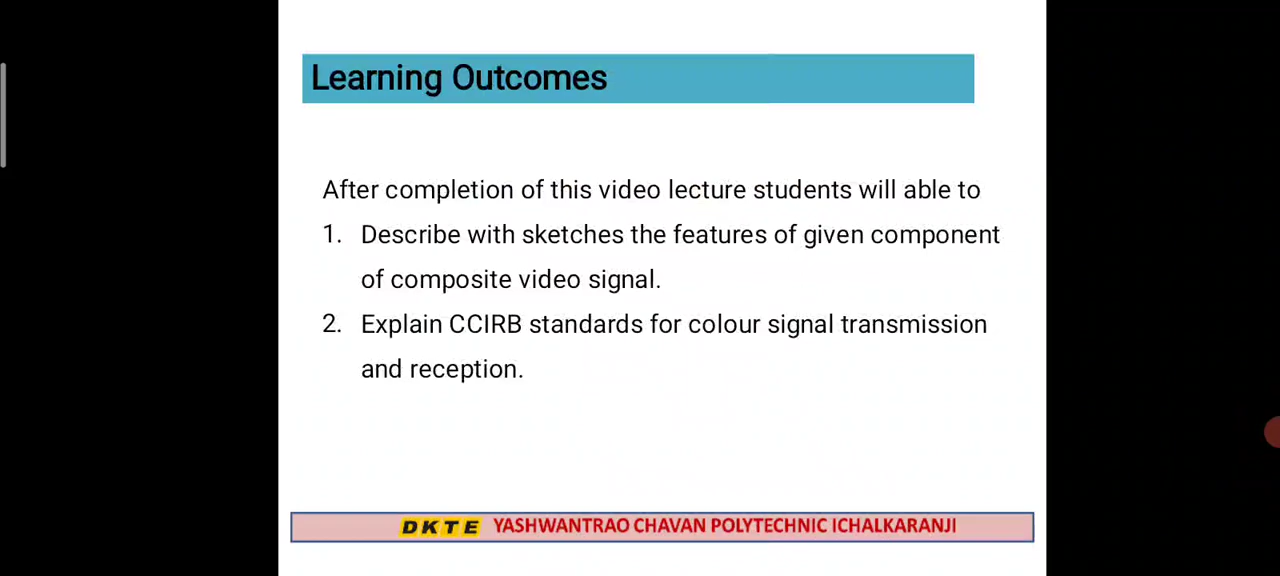 Learning Outcomes
After completion of this video lecture students will able to
1. Describe with sketches the features of given component
of composite video signal.
2. Explain CCIRB standards for colour signal transmission
and reception.
DKTE YASHWANTRAO CHAVAN POLYTECHNIC ICHALKARANJI